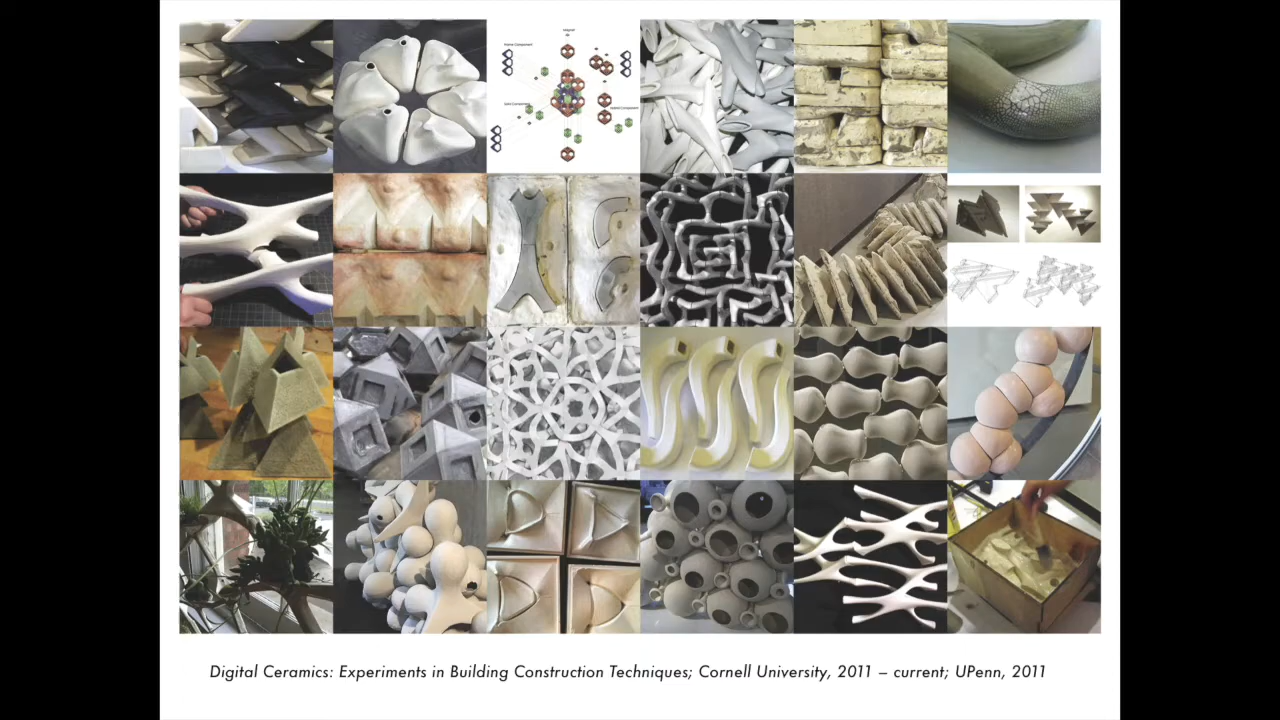 Digital Ceramics: Experiments in Building Construction Techniques; Cornell University, 2011 – current; UPenn, 2011